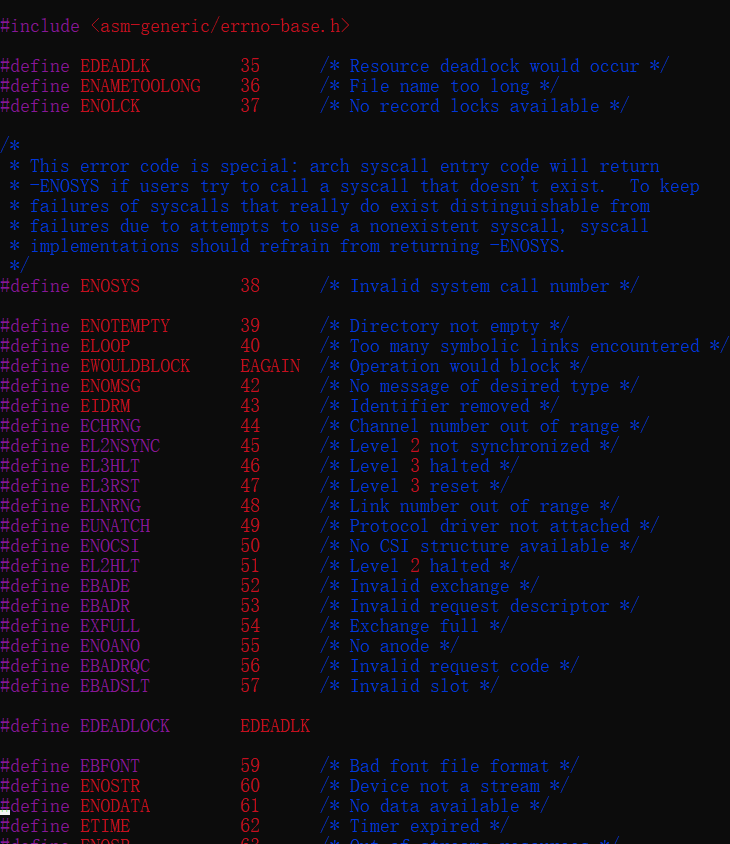 #include <asm-generic/errno-base.h>
#define EDEADLK 35 /* Resource deadlock would occur */
#define ENAMETOOLONG 36 /* File name too long */
#define ENOLCK 37 /* No record locks available */
/*
* This error code is special: arch syscall entry code will return
* -ENOSYS if users try to call a syscall that doesn't exist.  To keep
* failures of syscalls that really do exist distinguishable from
* failures due to attempts to use a nonexistent syscall, syscall
* implementations should refrain from returning -ENOSYS.
*/
#define ENOSYS 38 /* Invalid system call number */
#define ENOTEMPTY 39 /* Directory not empty */
#define ELOOP 40 /* Too many symbolic links encountered */
#define EWOULDBLOCK EAGAIN /* Operation would block */
#define ENOMSG 42 /* No message of desired type */
#define EIDRM 43 /* Identifier removed */
#define ECHRNG 44 /* Channel number out of range */
#define EL2NSYNC 45 /* Level 2 not synchronized */
#define EL3HLT 46 /* Level 3 halted */
#define EL3RST 47 /* Level 3 reset */
#define ELNRNG 48 /* Link number out of range */
#define EUNATCH 49 /* Protocol driver not attached */
#define ENOCSI 50 /* No CSI structure available */
#define EL2HLT 51 /* Level 2 halted */
#define EBADE 52 /* Invalid exchange */
#define EBADR 53 /* Invalid request descriptor */
#define EXFULL 54 /* Exchange full */
#define ENOANO 55 /* No anode */
#define EBADRQC 56 /* Invalid request code */
#define EBADSLT 57 /* Invalid slot */
#define EDEADLOCK EDEADLK
#define EBFONT 59 /* Bad font file format */
#define ENOSTR 60 /* Device not a stream */
#define ENODATA 61 /* No data available */
#define ETIME 62 /* Timer expired */